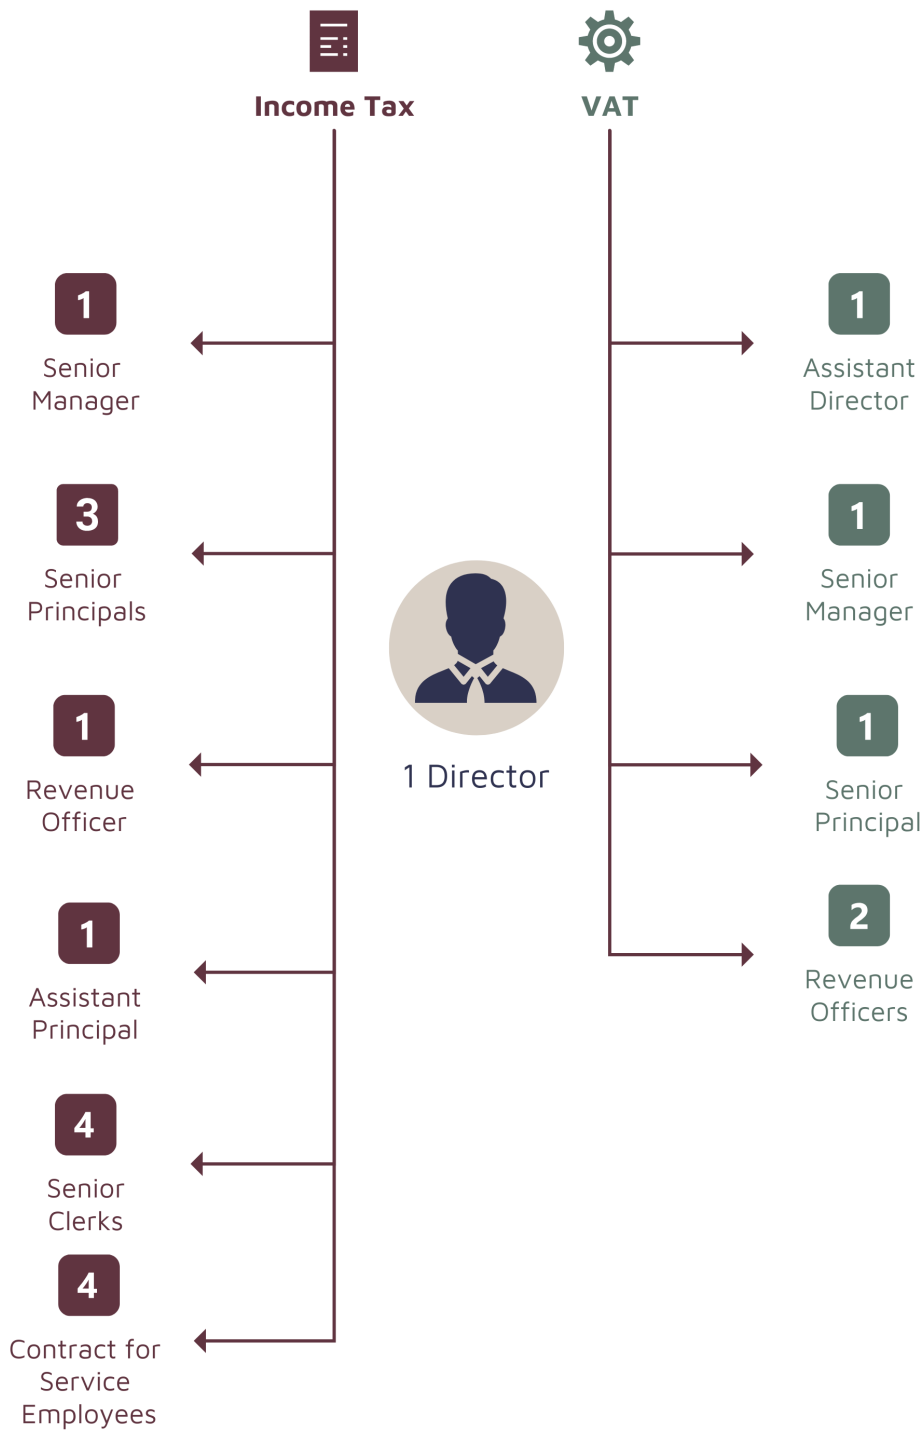 Income Tax
VAT
1
Senior
Manager
3
Senior
Principals
1
Revenue
Officer
1
Assistant
Principal
4
Senior
Clerks
4
Contract for
Service
Employees
1 Director
1
Assistant
Director
1
Senior
Manager
1
Senior
Principal
2
Revenue
Officers